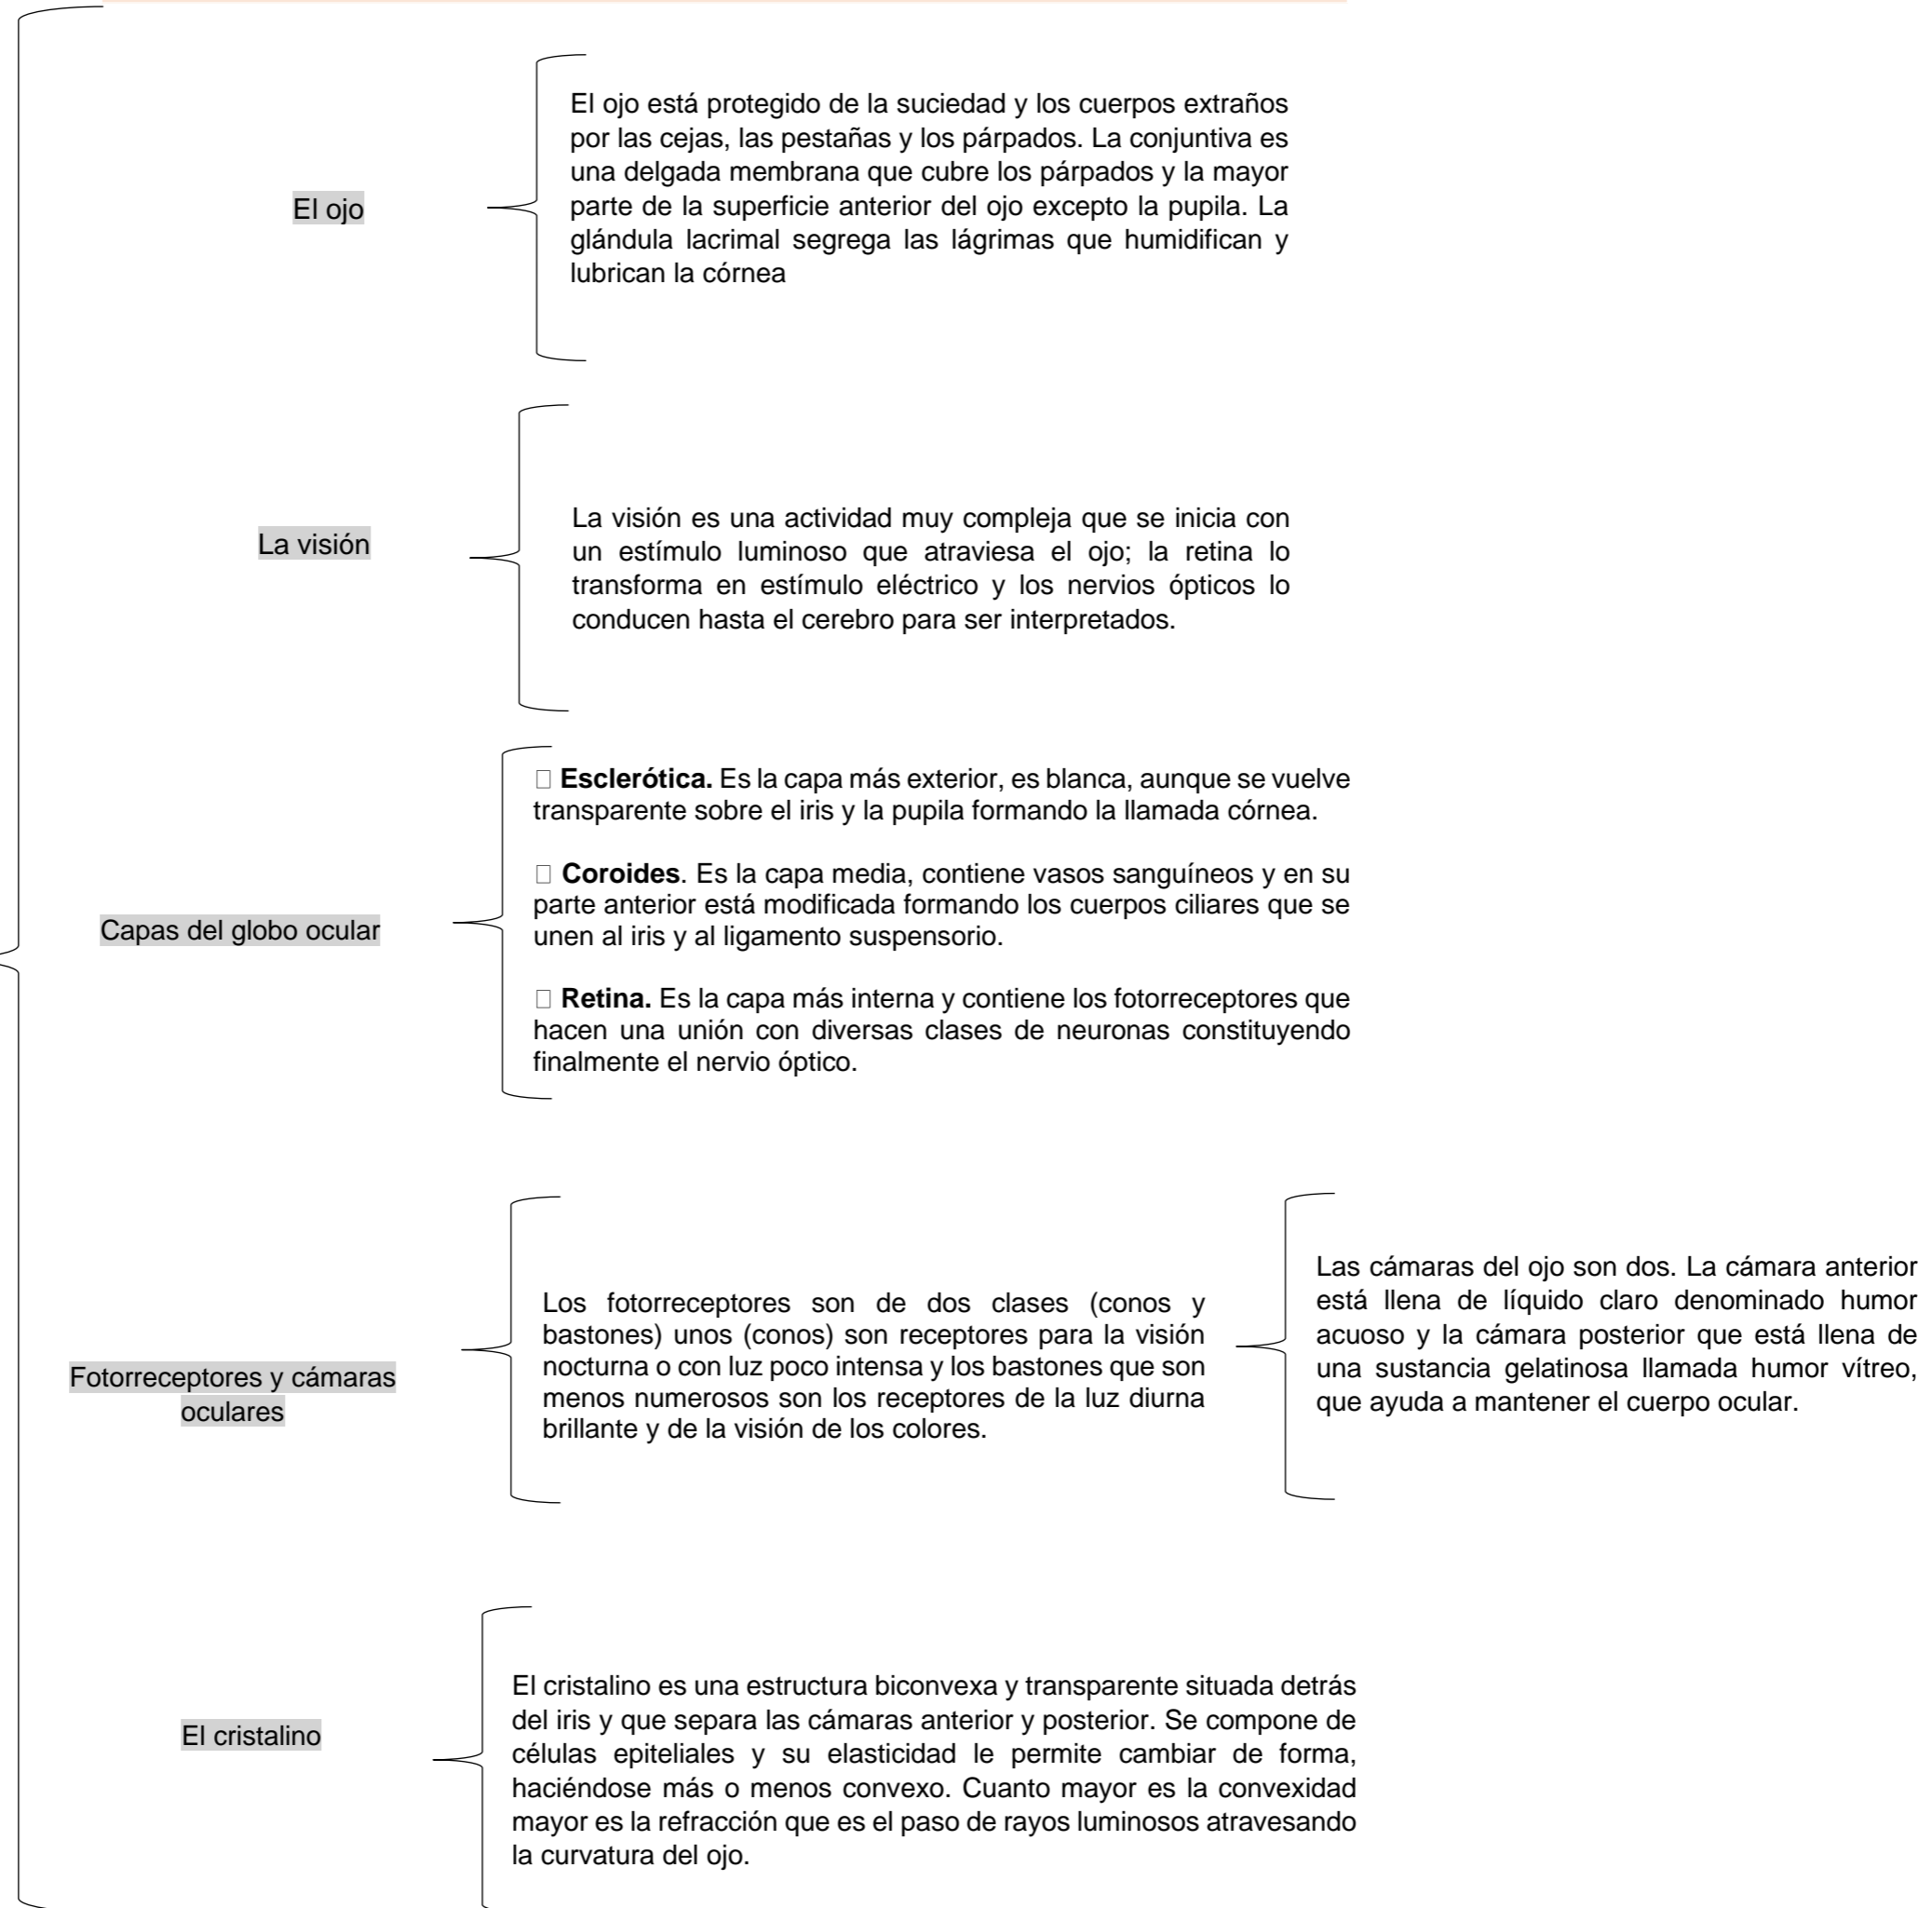 El ojo
El ojo está protegido de la suciedad y los cuerpos extraños
por las cejas, las pestañas y los párpados. La conjuntiva es
una delgada membrana que cubre los párpados y la mayor
parte de la superficie anterior del ojo excepto la pupila. La
glándula lacrimal segrega las lágrimas que humidifican y
lubrican la córnea
La visión
La visión es una actividad muy compleja que se inicia con
un estímulo luminoso que atraviesa el ojo; la retina lo
transforma en estímulo eléctrico y los nervios ópticos lo
conducen hasta el cerebro para ser interpretados.
Capas del globo ocular
Esclerótica. Es la capa más exterior, es blanca, aunque se vuelve
transparente sobre el iris y la pupila formando la llamada córnea.
Coroides. Es la capa media, contiene vasos sanguíneos y en su
parte anterior está modificada formando los cuerpos ciliares que se
unen al iris y al ligamento suspensorio.
Retina. Es la capa más interna y contiene los fotorreceptores que
hacen una unión con diversas clases de neuronas constituyendo
finalmente el nervio óptico.
Fotorreceptores y cámaras
oculares
Los fotorreceptores son de dos clases (conos y
bastones) unos (conos) son receptores para la visión
nocturna o con luz poco intensa y los bastones que son
menos numerosos son los receptores de la luz diurna
brillante y de la visión de los colores.
Las cámaras del ojo son dos. La cámara anterior
está llena de líquido claro denominado humor
acuoso y la cámara posterior que está llena de
una sustancia gelatinosa llamada humor vítreo,
que ayuda a mantener el cuerpo ocular.
El cristalino
El cristalino es una estructura biconvexa y transparente situada detrás
del iris y que separa las cámaras anterior y posterior. Se compone de
células epiteliales y su elasticidad le permite cambiar de forma,
haciéndose más o menos convexo. Cuanto mayor es la convexidad
mayor es la refracción que es el paso de rayos luminosos atravesando
la curvatura del ojo.